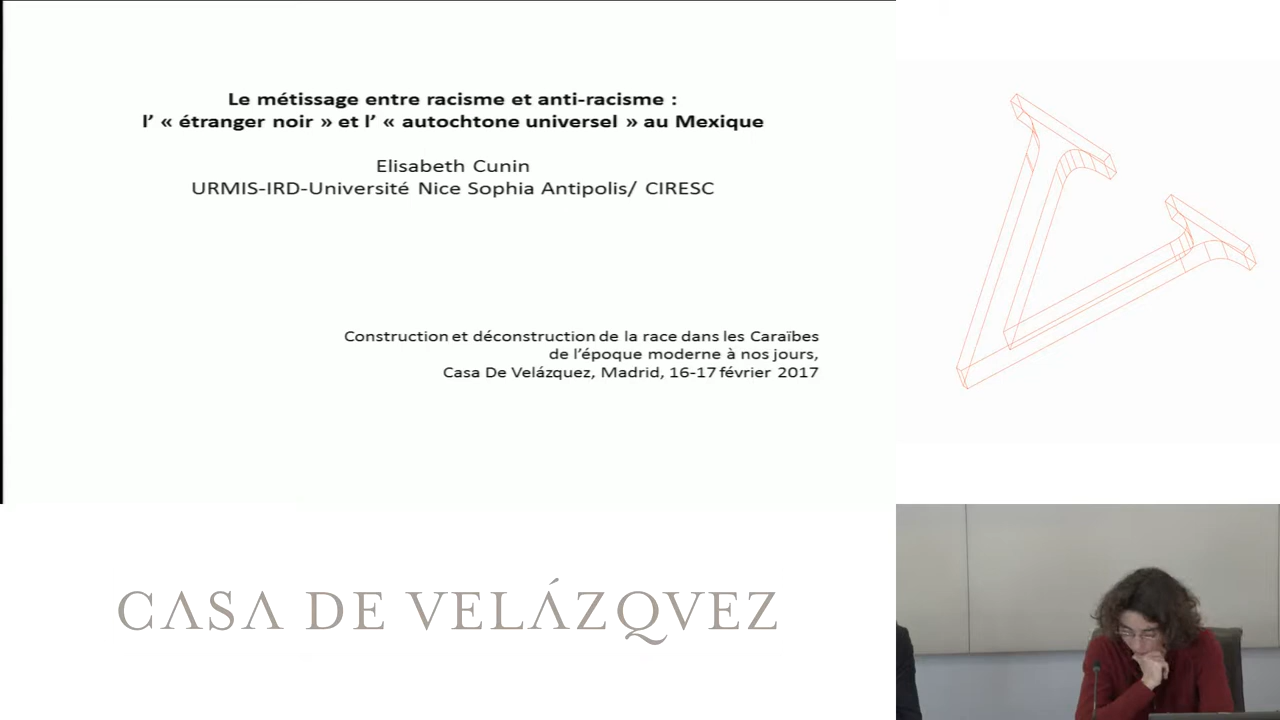 Le métissage entre racisme et anti-racisme :
l' « étranger noir » et l' « autochtone universel » au Mexique
Elisabeth Cunin
URMIS-IRD-Université Nice Sophia Antipolis/ CIRESC
Construction et déconstruction de la race dans les Caraïbes
de l'époque moderne à nos jours,
Casa De Velázquez, Madrid, 16-17 février 2017
CASA DE VELÁZQVEZ